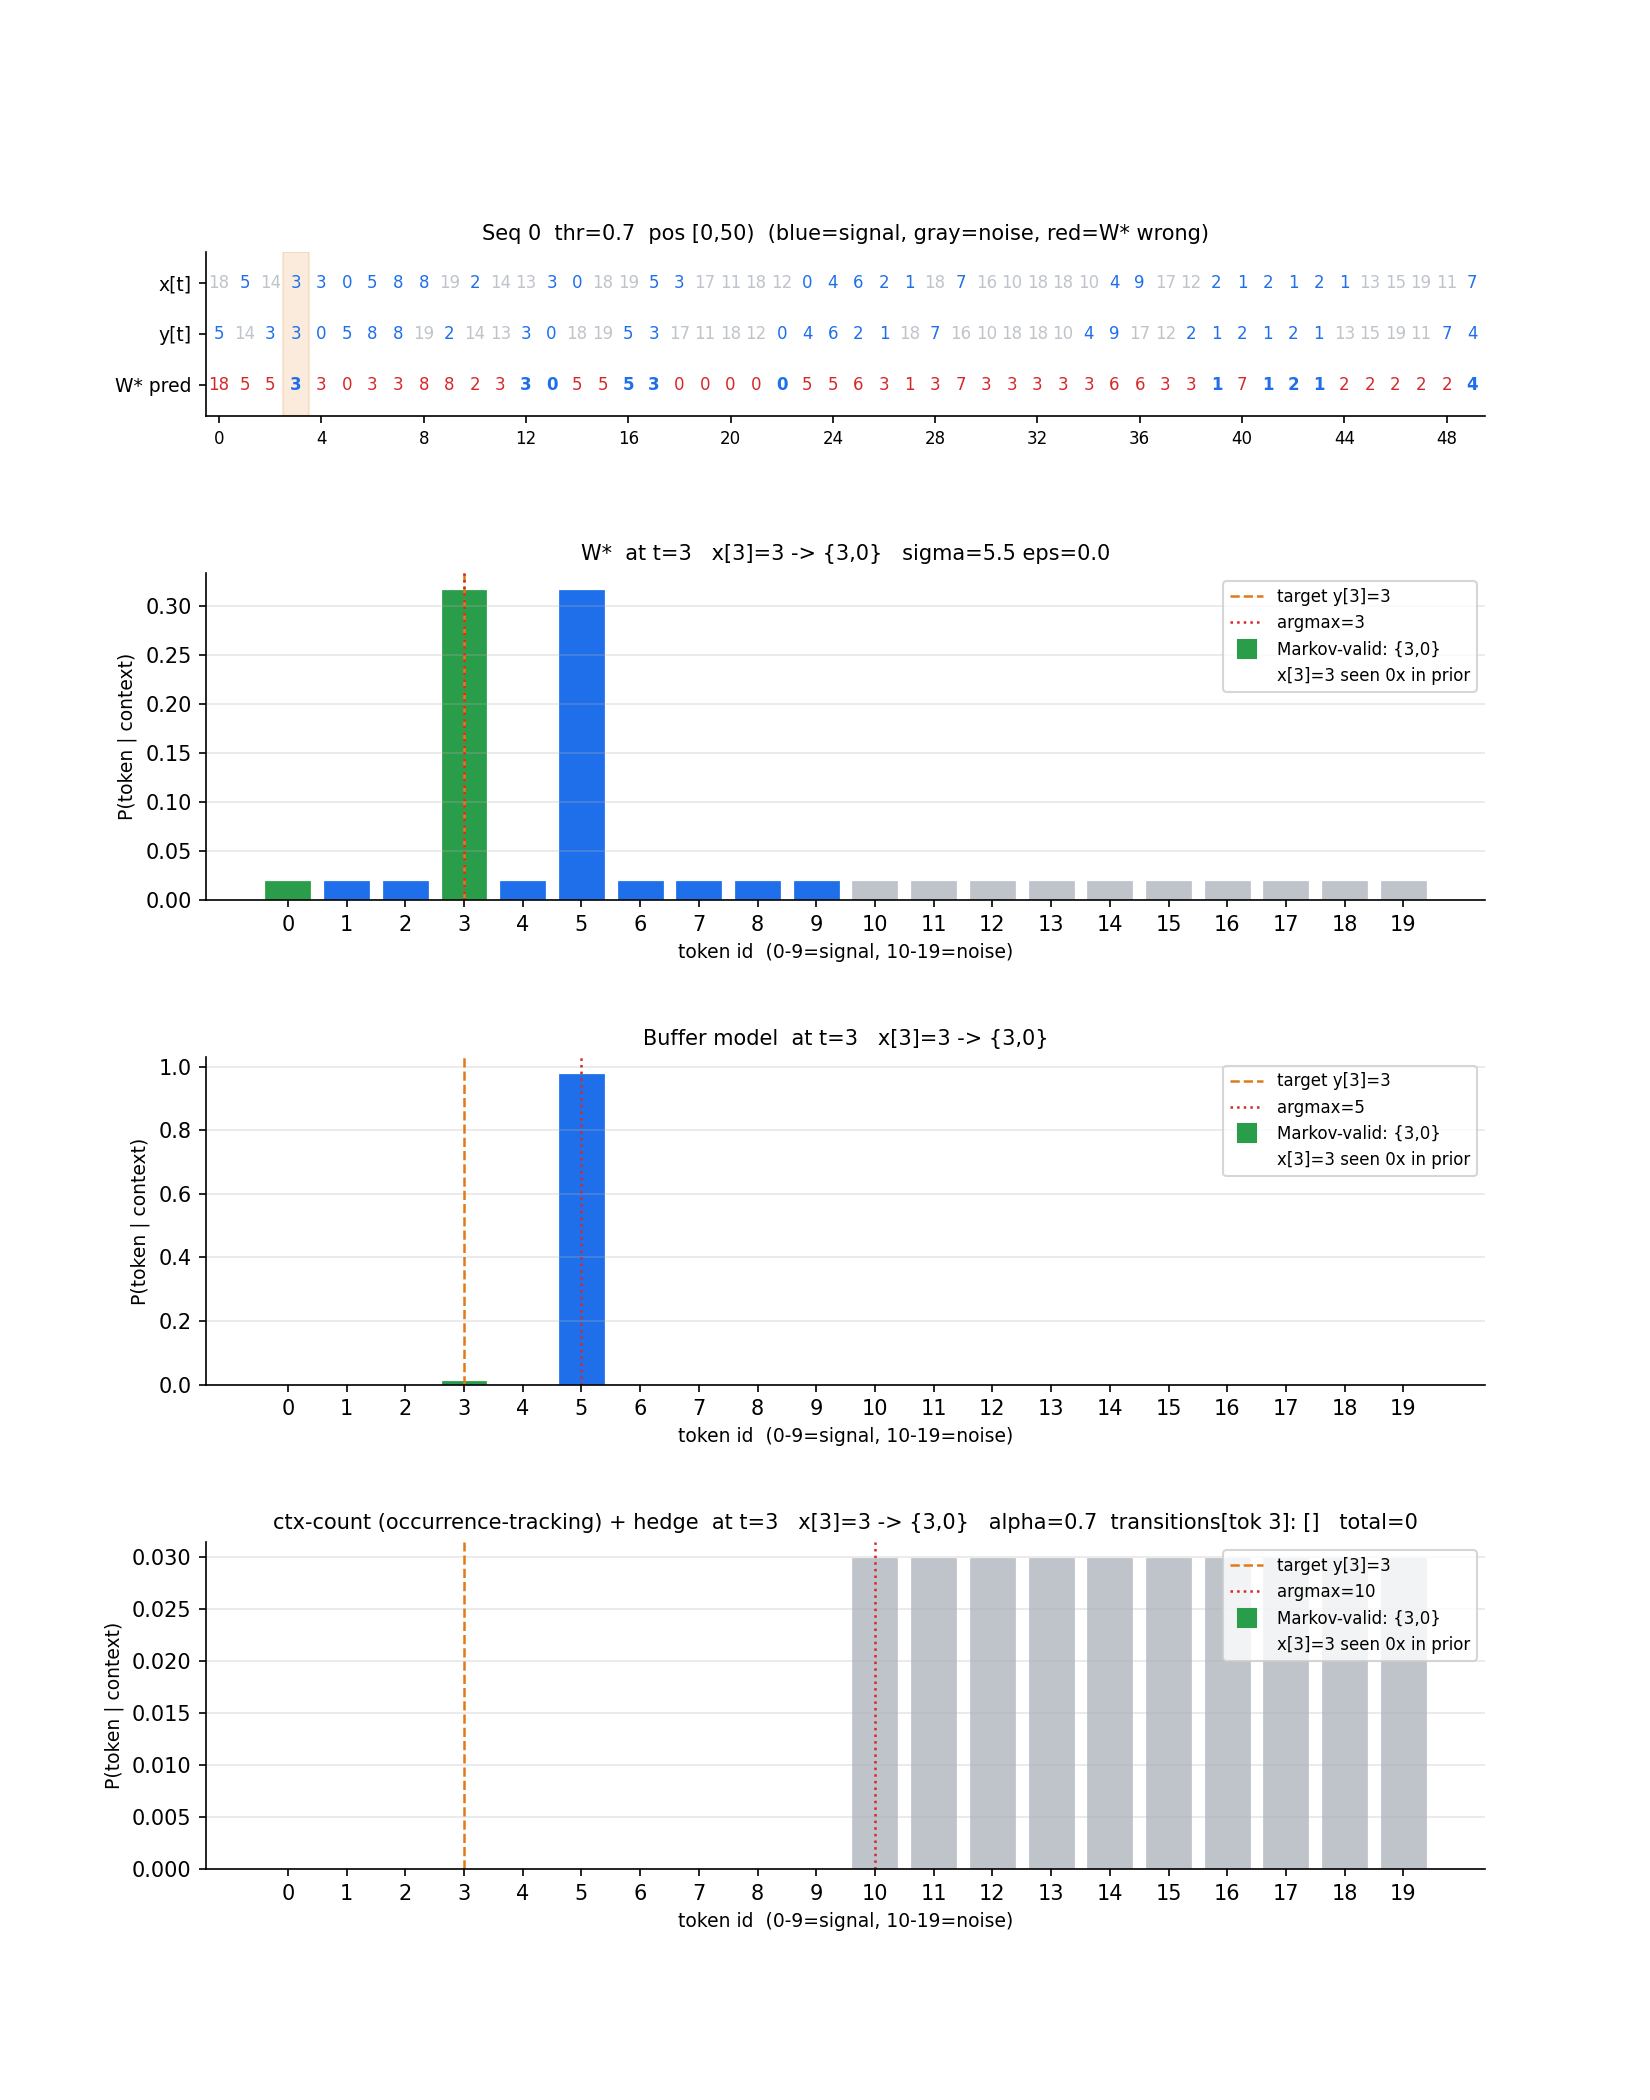 Seq 0  thr=0.7  pos [0,50)  (blue=signal, gray=noise, red=W* wrong)
x[t] 18 5 14 3 3 0 5 8 8 19 2 14 13 3 0 18 19 5 3 17 11 18 12 0 4 6 2 1 18 7 16 10 18 18 10 4 9 17 12 2 1 2 1 2 1 13 15 19 11 7
y[t] 5 14 3 3 0 5 8 8 19 2 14 13 3 0 18 19 5 3 17 11 18 12 0 4 6 2 1 18 7 16 10 18 18 10 4 9 17 12 2 1 2 1 2 1 13 15 19 11 7 4
W* pred 18 5 5 3 3 0 3 3 8 8 2 3 3 0 5 5 5 3 0 0 0 0 0 5 5 6 3 1 3 7 3 3 3 3 3 6 6 3 3 1 7 1 2 1 2 2 2 2 2 4
0 4 8 12 16 20 24 28 32 36 40 44 48
W*  at t=3   x[3]=3 -> {3,0}   sigma=5.5 eps=0.0
P(token | context)
0.30
0.25
0.20
0.15
0.10
0.05
0.00
target y[3]=3
argmax=3
Markov-valid: {3,0}
x[3]=3 seen 0x in prior
0 1 2 3 4 5 6 7 8 9 10 11 12 13 14 15 16 17 18 19
token id  (0-9=signal, 10-19=noise)
Buffer model  at t=3   x[3]=3 -> {3,0}
P(token | context)
1.0
0.8
0.6
0.4
0.2
0.0
target y[3]=3
argmax=5
Markov-valid: {3,0}
x[3]=3 seen 0x in prior
0 1 2 3 4 5 6 7 8 9 10 11 12 13 14 15 16 17 18 19
token id  (0-9=signal, 10-19=noise)
ctx-count (occurrence-tracking) + hedge  at t=3   x[3]=3 -> {3,0}   alpha=0.7  transitions[tok 3]: []   total=0
P(token | context)
0.030
0.025
0.020
0.015
0.010
0.005
0.000
target y[3]=3
argmax=10
Markov-valid: {3,0}
x[3]=3 seen 0x in prior
0 1 2 3 4 5 6 7 8 9 10 11 12 13 14 15 16 17 18 19
token id  (0-9=signal, 10-19=noise)